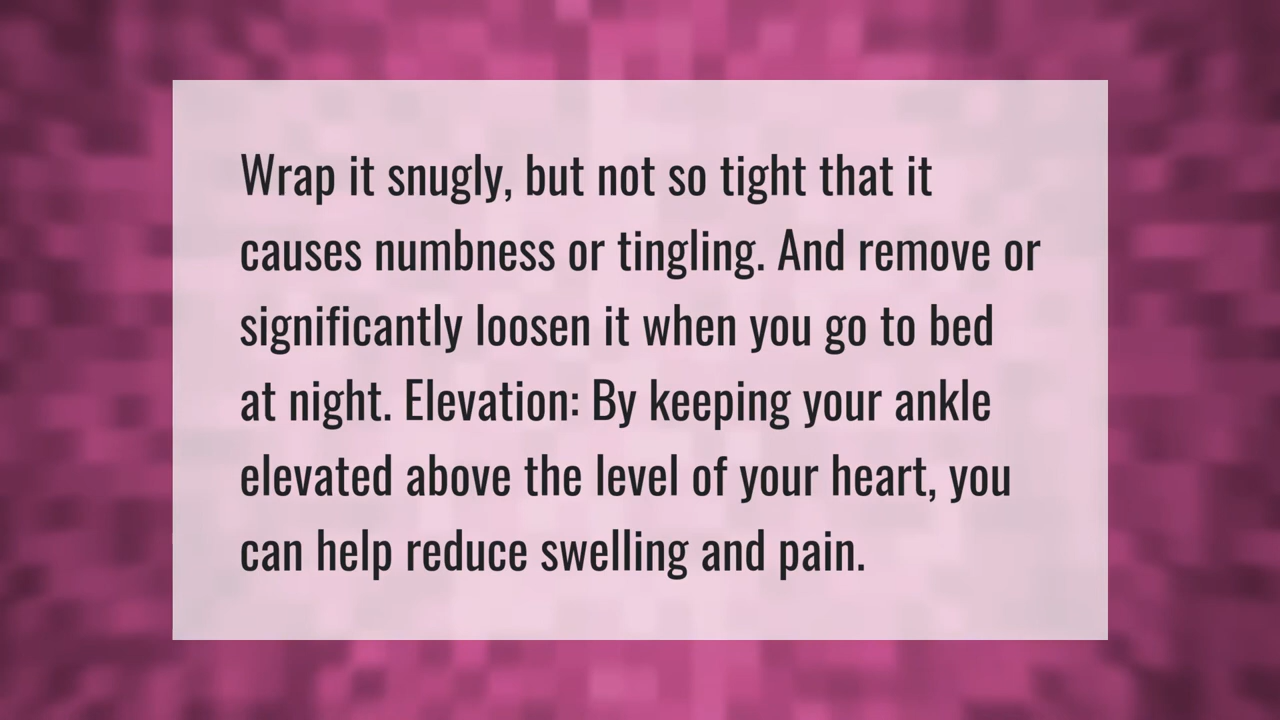 Wrap it snugly, but not so tight that it
causes numbness or tingling. And remove or
significantly loosen it when you go to bed
at night. Elevation: By keeping your ankle
elevated above the level of your heart, you
can help reduce swelling and pain.